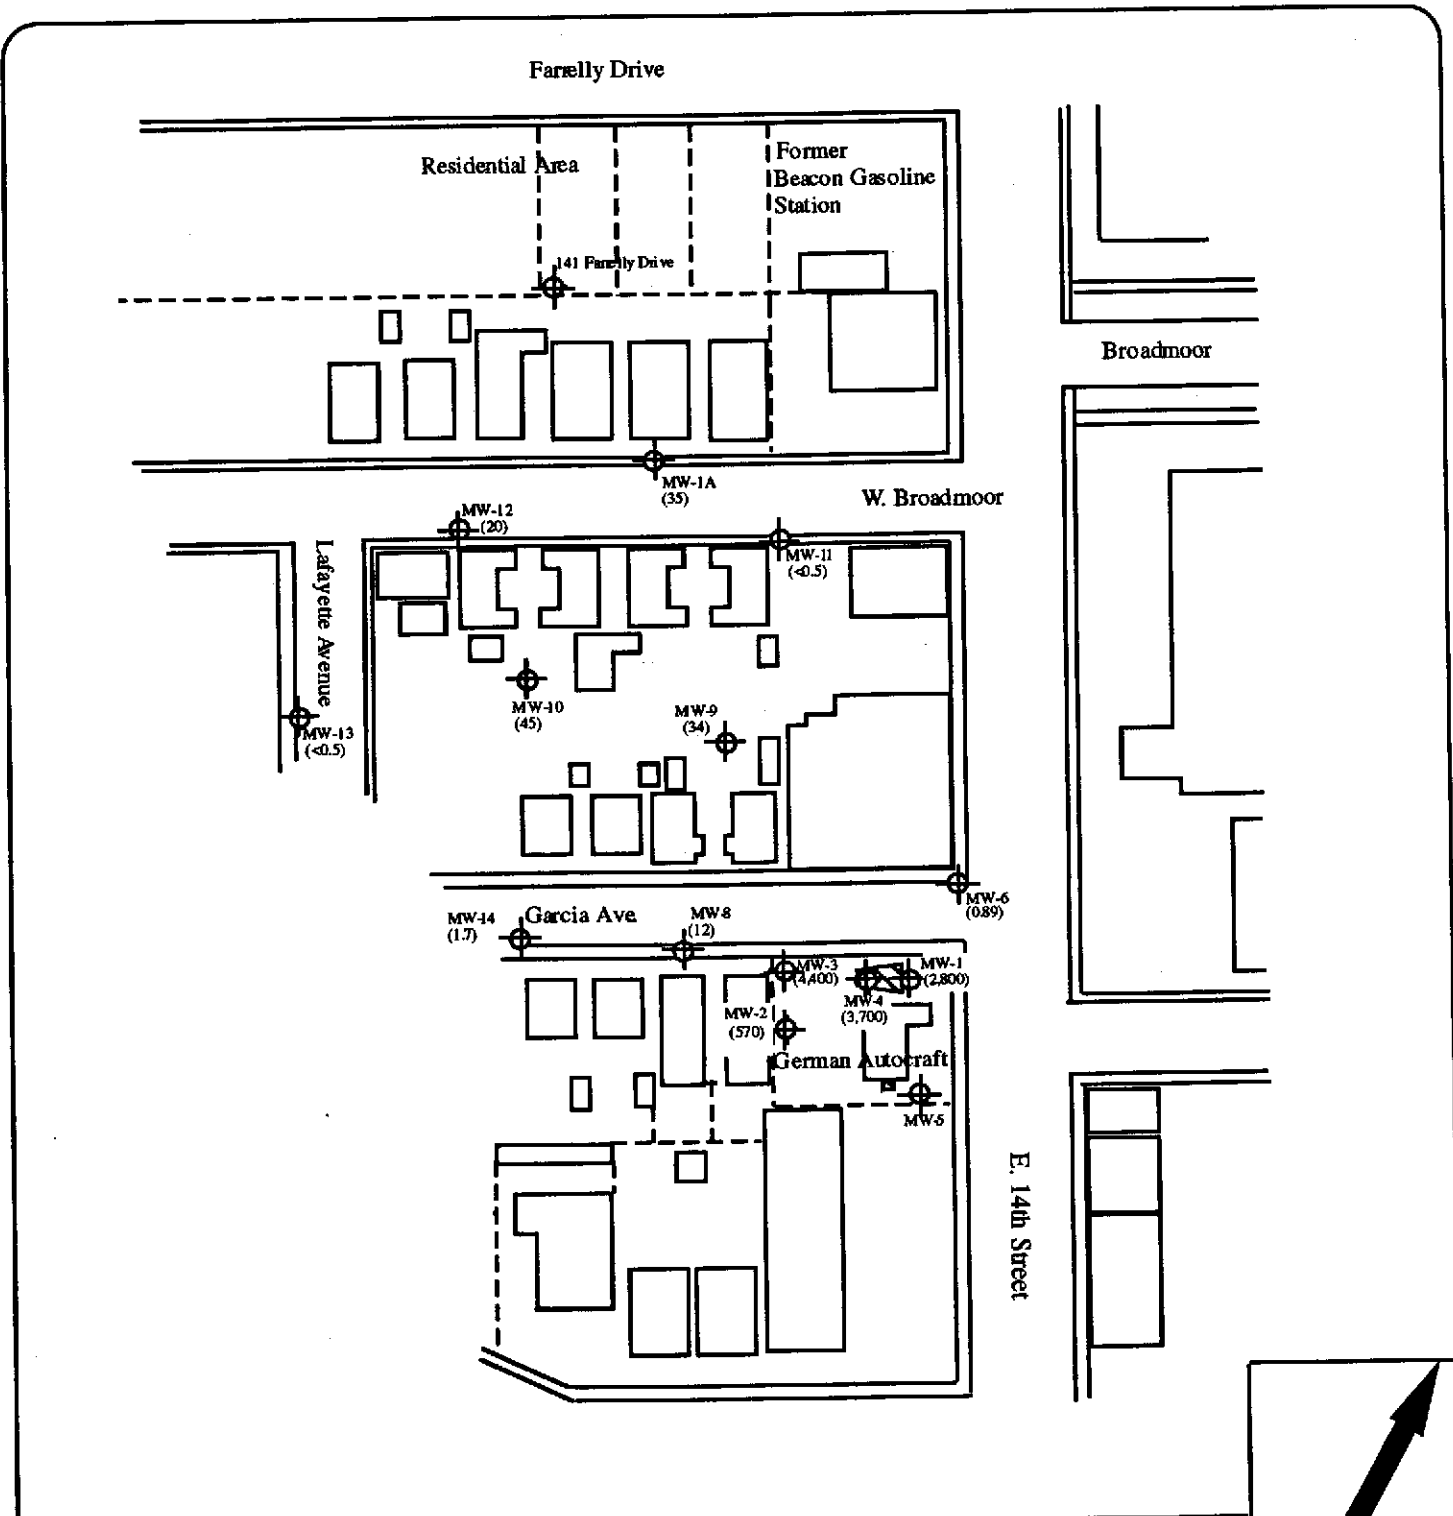 Farrelly Drive
Residential Area
Former
Beacon Gasoline
Station
141 Farrelly Drive
Broadmoor
MW-1A
(35)
W. Broadmoor
MW-12
(20)
MW-11
(<0.5)
Lafayette Avenue
MW-10
(45)
MW-9
(34)
MW-13
(<0.5)
MW-6
(0.89)
MW-14
(1.7)
Garcia Ave.
MW-8
(12)
MW-3
(4,400)
MW-1
(2,800)
MW-4
(3,700)
MW-2
(570)
German Autocraft
MW-5
E. 14th Street